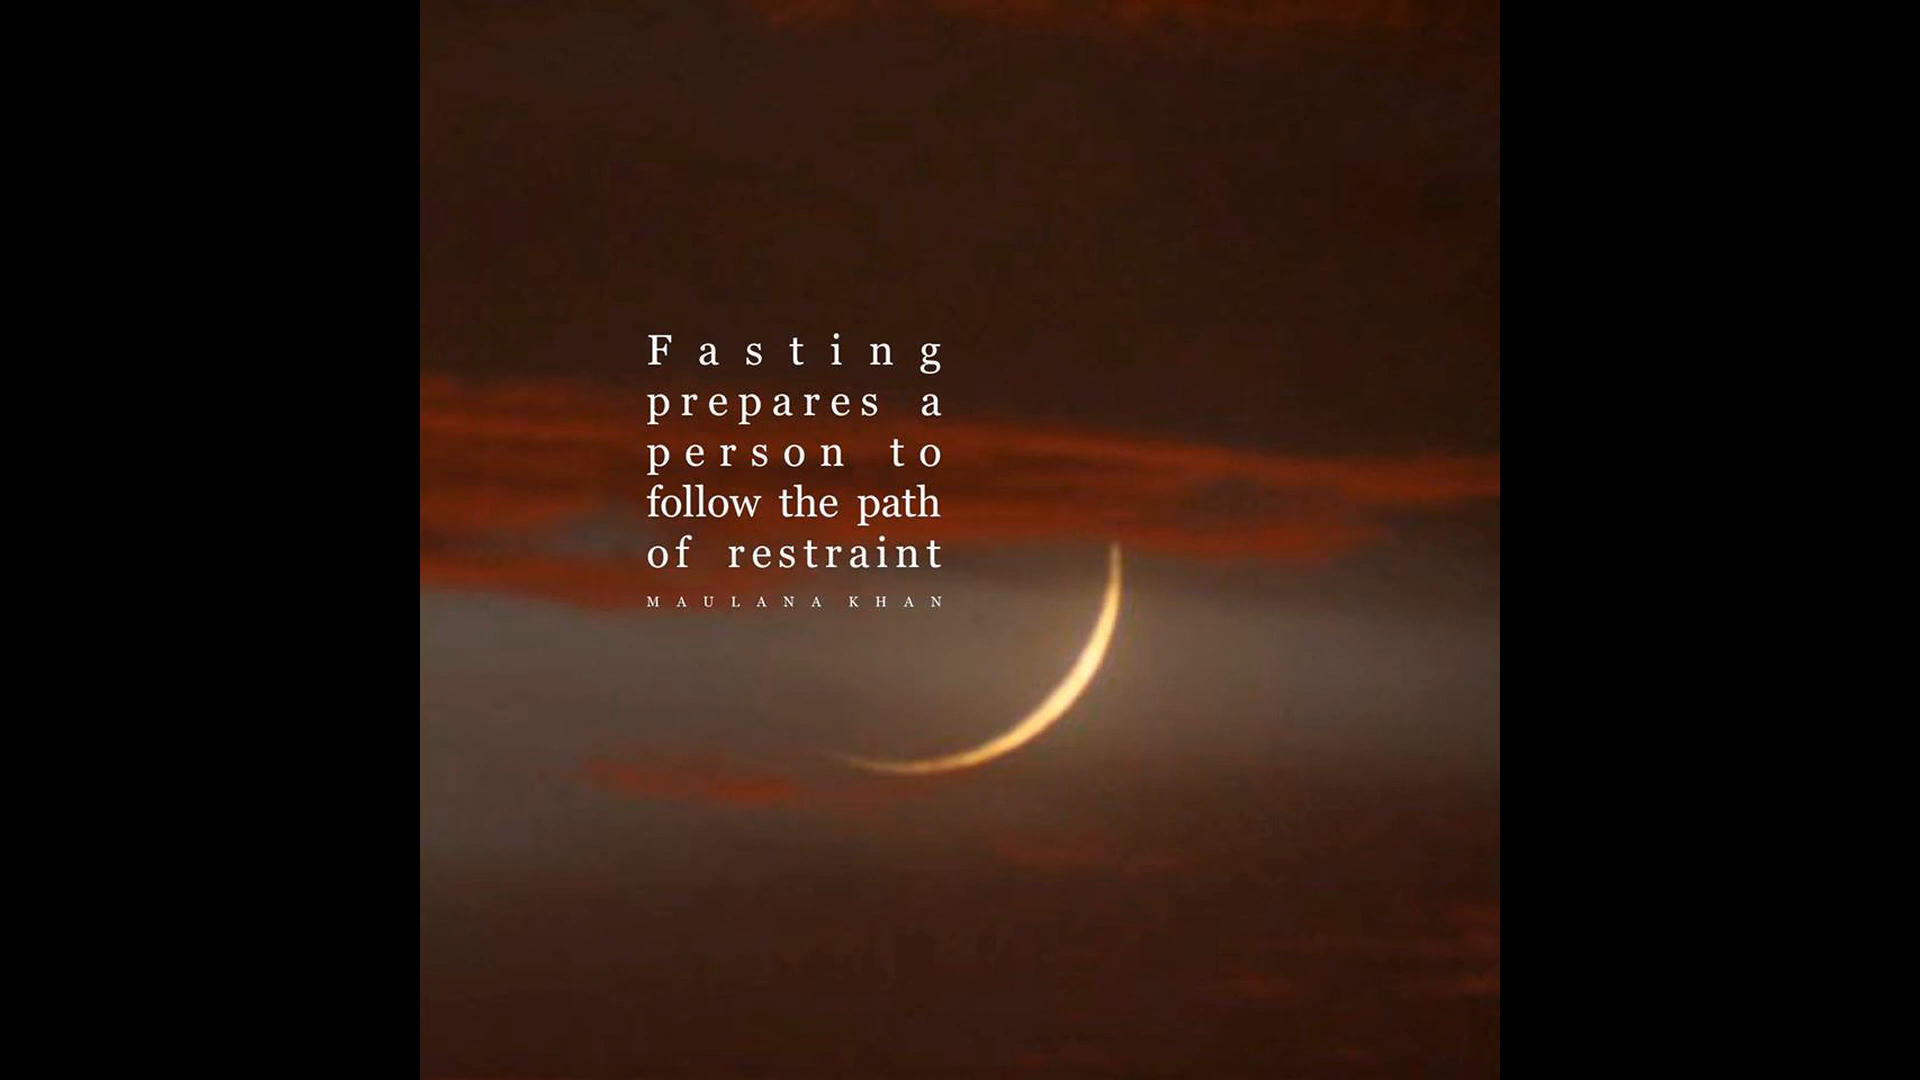 Fasting
prepares a
person to
follow the path
of restraint
MAULANA KHAN